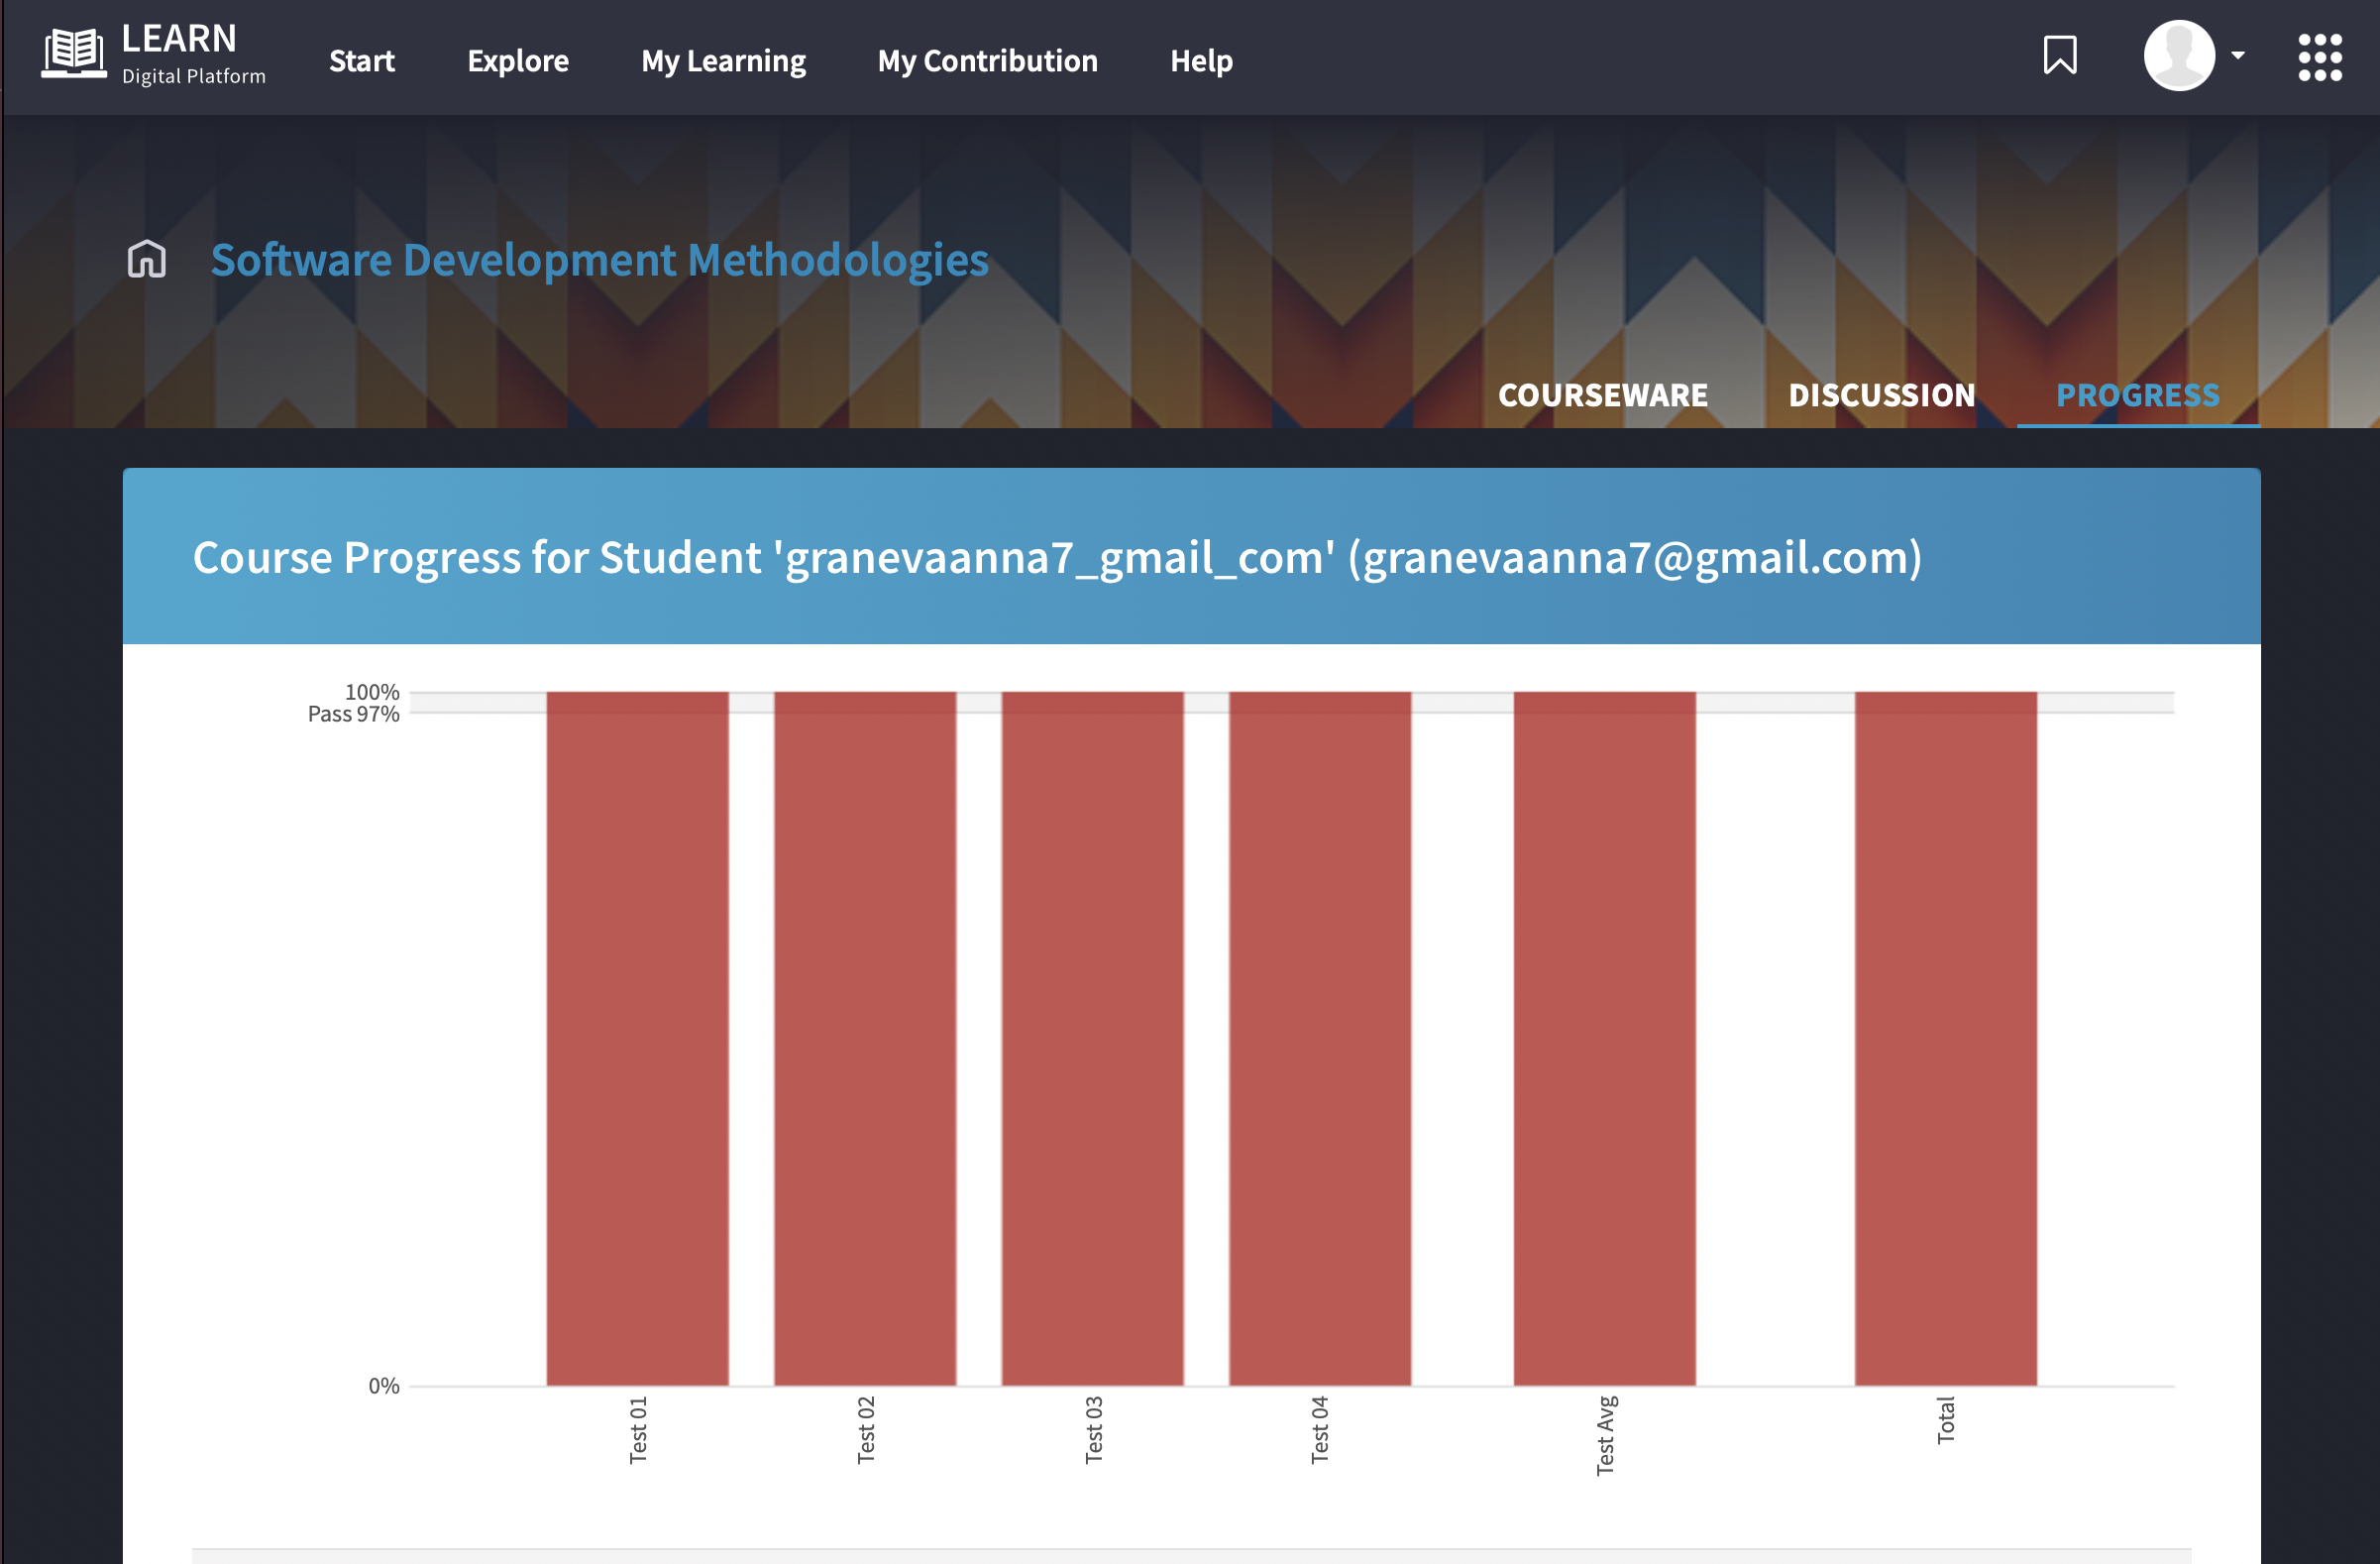 LEARN
Digital Platform
Start
Explore
My Learning
My Contribution
Help
Software Development Methodologies
COURSEWARE
DISCUSSION
PROGRESS
Course Progress for Student 'granevaanna7_gmail_com' (granevaanna7@gmail.com)
100%
Pass 97%
0%
Test 01
Test 02
Test 03
Test 04
Test Avg
Total